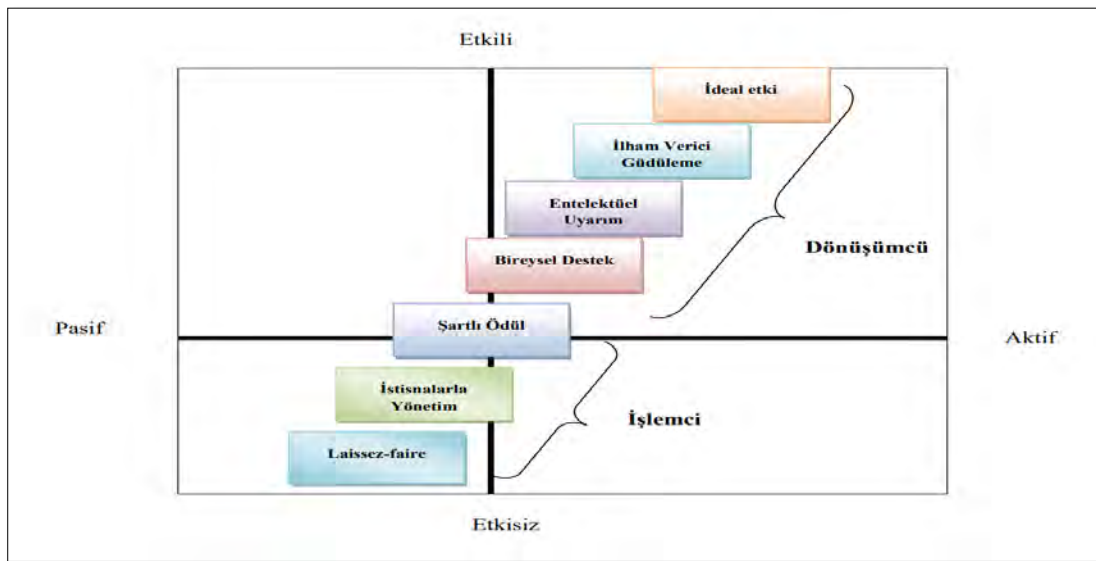 Etkili
İdeal etki
İlham Verici
Güdüleme
Entelektüel
Uyarım
Dönüşümcü
Bireysel Destek
Pasif
Şartlı Ödül
Aktif
İstisnalarla
Yönetim
İşlemci
Laissez-faire
Etkisiz